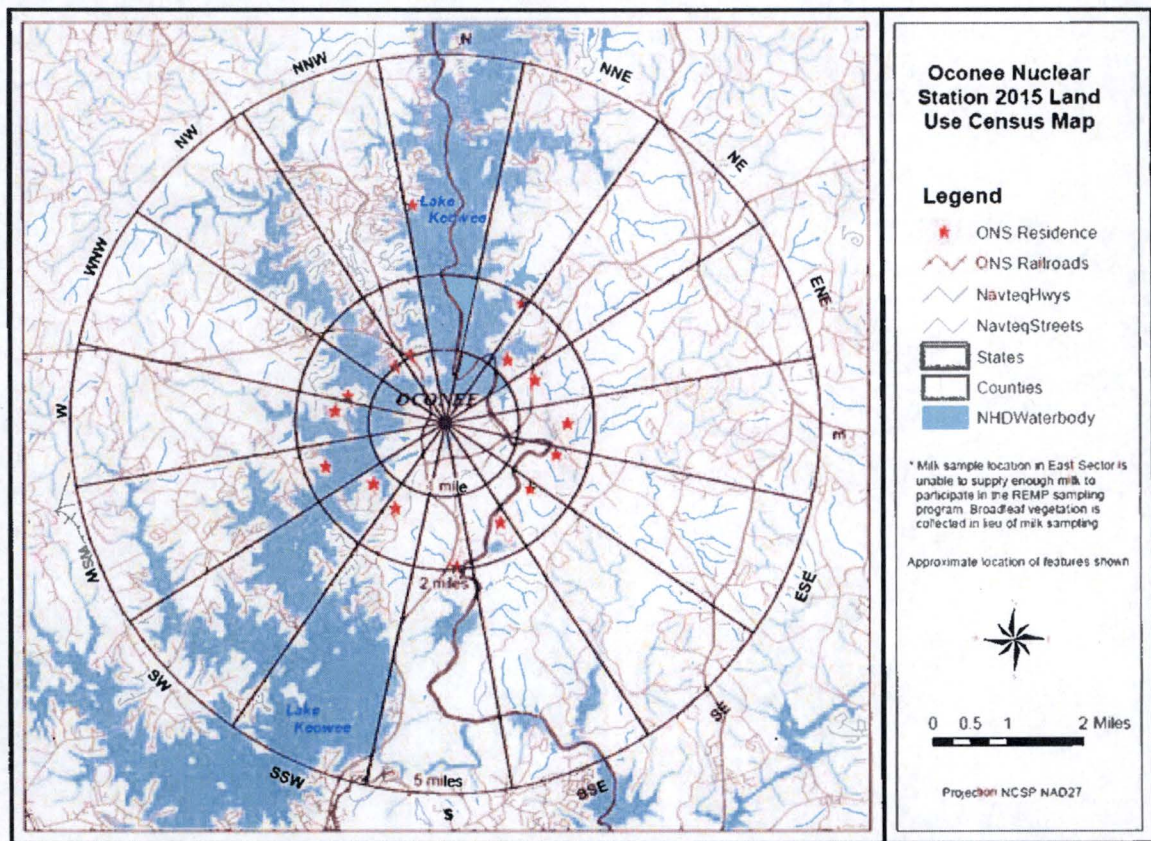 N
NNW
NNE
NW
NE
WNW
ENE
W
E
WSW
ESE
SW
SE
SSW
SSE
S
Lake
Keowee
OCONEE
1 mile
2 miles
5 miles
Lake
Keowee
Oconee Nuclear
Station 2015 Land
Use Census Map
Legend
ONS Residence
ONS Railroads
NavteqHwys
NavteqStreets
States
Counties
NHDWaterbody
* Milk sample location in East Sector is
unable to supply enough milk to
participate in the REMP sampling
program. Broadleaf vegetation is
collected in lieu of milk sampling
Approximate location of features shown
0 0.5 1 2 Miles
Projection NCSP NAD27